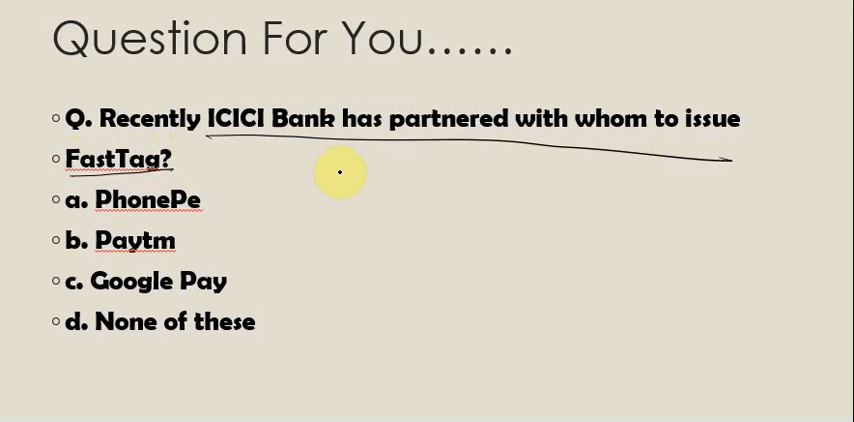 Question For You......
Q. Recently ICICI Bank has partnered with whom to issue
FastTag?
a. PhonePe
b. Paytm
c. Google Pay
d. None of these